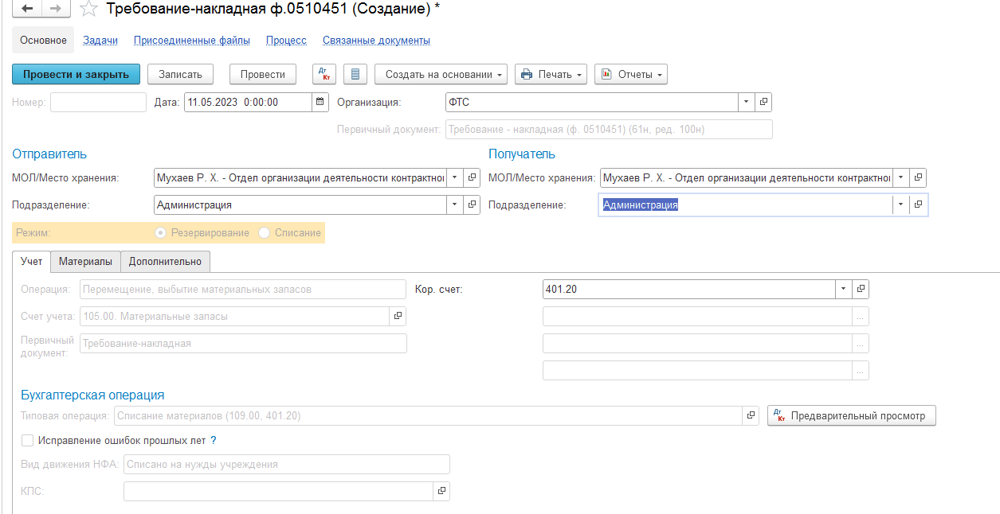 Требование-накладная ф.0510451 (Создание) *
Основное Задачи Присоединенные файлы Процесс Связанные документы
Провести и закрыть Записать Провести Дт Кт Создать на основании Печать Отчеты
Номер: Дата: 11.05.2023 0:00:00 Организация: ФТС
Первичный документ: Требование - накладная (ф. 0510451) (61н, ред. 100н)
Отправитель Получатель
МОЛ/Место хранения: Мухаев Р. Х. - Отдел организации деятельности контрактног МОЛ/Место хранения: Мухаев Р. Х. - Отдел организации деятельности контрактног
Подразделение: Администрация Подразделение: Администрация
Режим: Резервирование Списание
Учет Материалы Дополнительно
Операция: Перемещение, выбытие материальных запасов Кор. счет: 401.20
Счет учета: 105.00. Материальные запасы ...
Первичный документ: Требование-накладная ...
...
Бухгалтерская операция
Типовая операция: Списание материалов (109.00, 401.20) Дт Кт Предварительный просмотр
Исправление ошибок прошлых лет ?
Вид движения НФА: Списано на нужды учреждения
КПС: